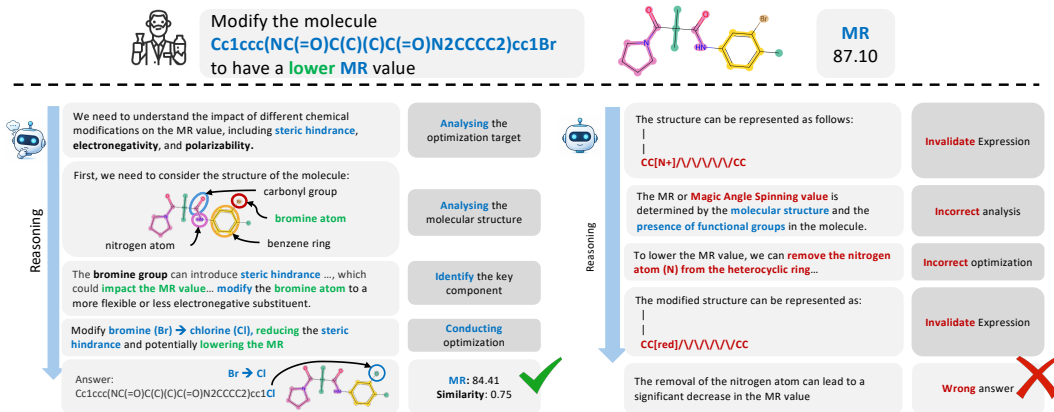 Modify the molecule
Cc1ccc(NC(=O)C(C)(C)C(=O)N2CCCC2)cc1Br
to have a lower MR value
Br
O
O
N
HN
MR
87.10
We need to understand the impact of different chemical
modifications on the MR value, including steric hindrance,
electronegativity, and polarizability.
Analysing the
optimization target
First, we need to consider the structure of the molecule:
carbonyl group
bromine atom
nitrogen atom
benzene ring
Analysing the
molecular structure
Reasoning
The bromine group can introduce steric hindrance ..., which
could impact the MR value... modify the bromine atom to a
more flexible or less electronegative substituent.
Identify the key
component
Modify bromine (Br) → chlorine (Cl), reducing the steric
hindrance and potentially lowering the MR
Conducting
optimization
Br → Cl
Answer:
Cc1ccc(NC(=O)C(C)(C)C(=O)N2CCCC2)cc1Cl
MR: 84.41
Similarity: 0.75
The structure can be represented as follows:
|
|
CC[N+]/\/\/\/\/\/CC
Invalidate Expression
Reasoning
The MR or Magic Angle Spinning value is
determined by the molecular structure and the
presence of functional groups in the molecule.
Incorrect analysis
To lower the MR value, we can remove the nitrogen
atom (N) from the heterocyclic ring...
Incorrect optimization
The modified structure can be represented as:
|
|
CC[red]/\/\/\/\/\/CC
Invalidate Expression
The removal of the nitrogen atom can lead to a
significant decrease in the MR value
Wrong answer